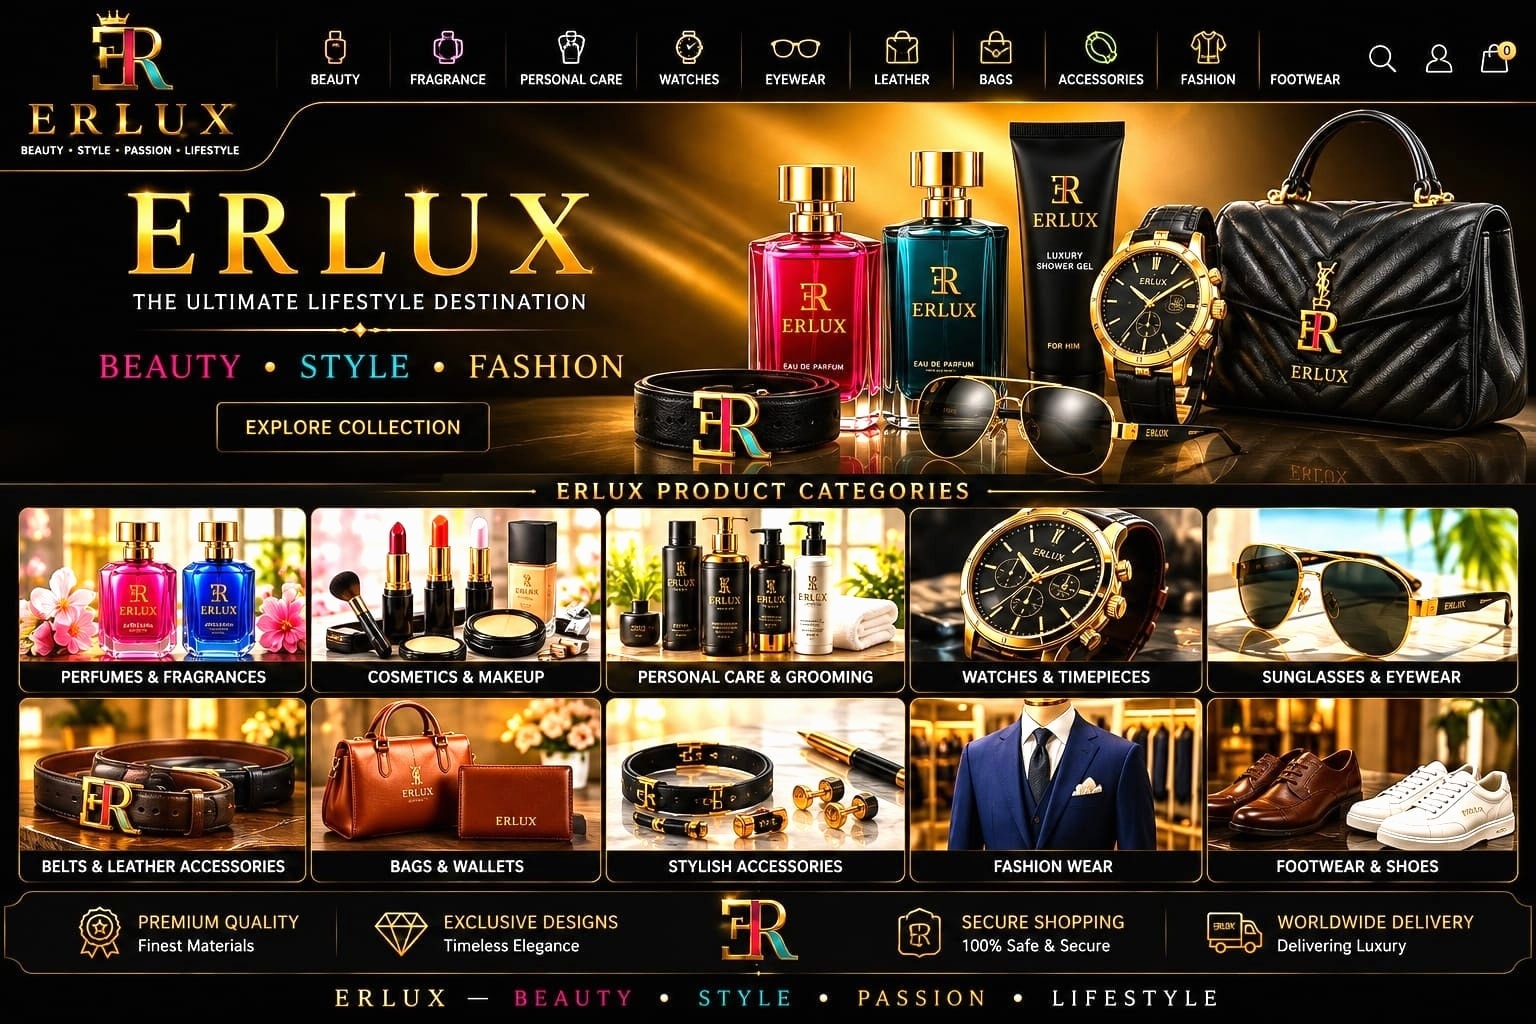 ER
ERLUX
BEAUTY • STYLE • PASSION • LIFESTYLE
BEAUTY
FRAGRANCE
PERSONAL CARE
WATCHES
EYEWEAR
LEATHER
BAGS
ACCESSORIES
FASHION
FOOTWEAR
0
ERLUX
THE ULTIMATE LIFESTYLE DESTINATION
BEAUTY • STYLE • FASHION
EXPLORE COLLECTION
ER
ERLUX
EAU DE PARFUM
ER
ERLUX
EAU DE PARFUM
ER
ERLUX
LUXURY
SHOWER GEL
FOR HIM
ERLUX
ER
ERLUX
ER
ERLUX
ERLUX PRODUCT CATEGORIES
ER
ERLUX
ER
ERLUX
ERLUX
ERLUX
ERLUX
ERLUX
ERLUX
ERLUX
PERFUMES & FRAGRANCES
COSMETICS & MAKEUP
PERSONAL CARE & GROOMING
WATCHES & TIMEPIECES
SUNGLASSES & EYEWEAR
ER
ERLUX
ERLUX
ERLUX
BELTS & LEATHER ACCESSORIES
BAGS & WALLETS
STYLISH ACCESSORIES
FASHION WEAR
FOOTWEAR & SHOES
PREMIUM QUALITY
Finest Materials
EXCLUSIVE DESIGNS
Timeless Elegance
ER
ER
SECURE SHOPPING
100% Safe & Secure
WORLDWIDE DELIVERY
Delivering Luxury
ERLUX — BEAUTY • STYLE • PASSION • LIFESTYLE